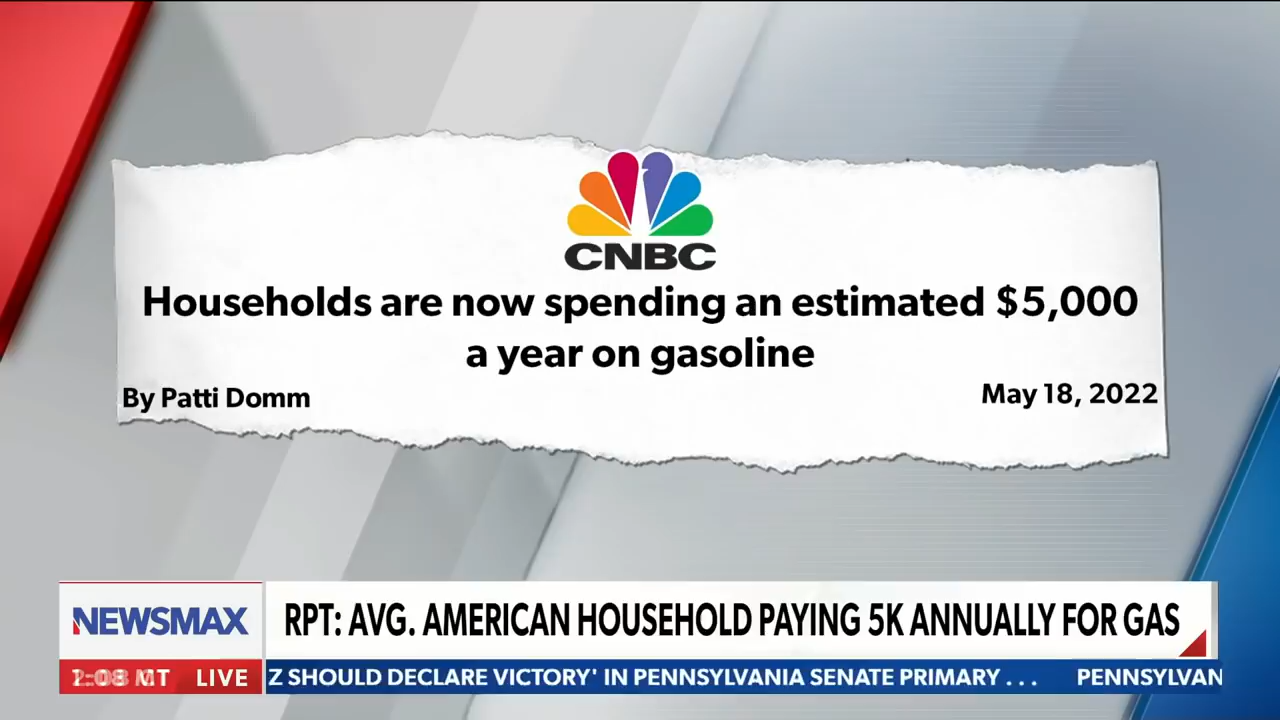 CNBC
Households are now spending an estimated $5,000
a year on gasoline
By Patti Domm
May 18, 2022
NEWSMAX
RPT: AVG. AMERICAN HOUSEHOLD PAYING 5K ANNUALLY FOR GAS
LIVE
Z SHOULD DECLARE VICTORY' IN PENNSYLVANIA SENATE PRIMARY . . . PENNSYLVAN